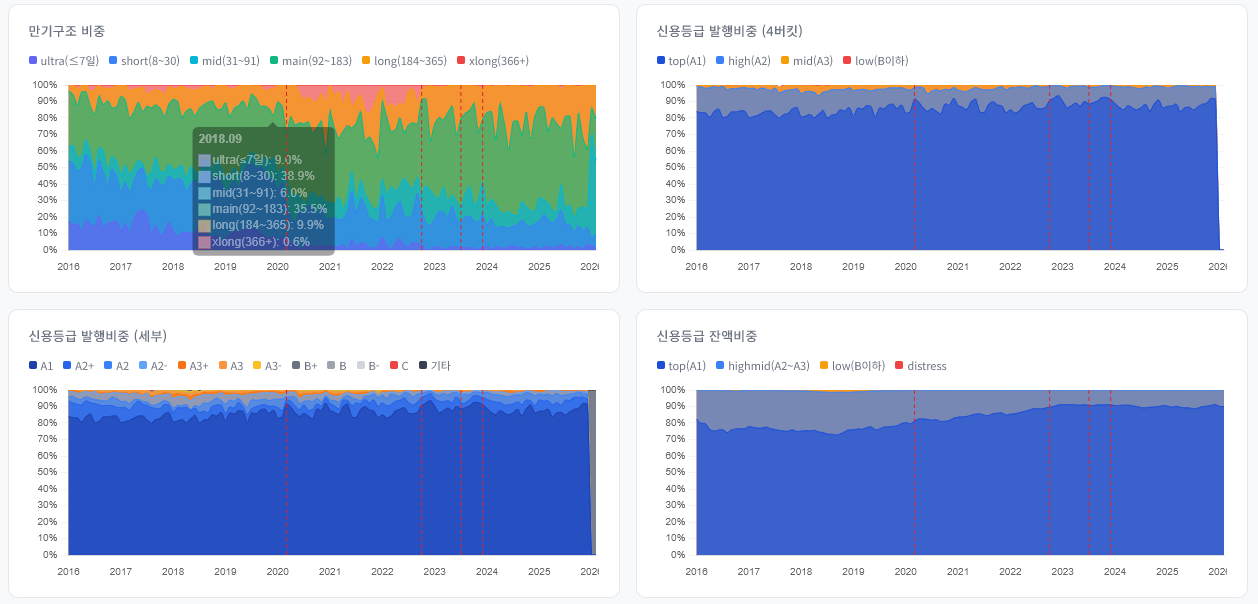 만기구조 비중
ultra(≤7일) short(8~30) mid(31~91) main(92~183) long(184~365) xlong(366+)
100%
90%
80%
70%
60%
50%
40%
30%
20%
10%
0%
2018.09
ultra(≤7일): 9.0%
short(8~30): 38.9%
mid(31~91): 6.0%
main(92~183): 35.5%
long(184~365): 9.9%
xlong(366+): 0.6%
2016 2017 2018 2019 2020 2021 2022 2023 2024 2025 202
신용등급 발행비중 (4버킷)
top(A1) high(A2) mid(A3) low(B이하)
100%
90%
80%
70%
60%
50%
40%
30%
20%
10%
0%
2016 2017 2018 2019 2020 2021 2022 2023 2024 2025 202
신용등급 발행비중 (세부)
A1 A2+ A2 A2- A3+ A3 A3- B+ B B- C 기타
100%
90%
80%
70%
60%
50%
40%
30%
20%
10%
0%
2016 2017 2018 2019 2020 2021 2022 2023 2024 2025 202
신용등급 잔액비중
top(A1) highmid(A2~A3) low(B이하) distress
100%
90%
80%
70%
60%
50%
40%
30%
20%
10%
0%
2016 2017 2018 2019 2020 2021 2022 2023 2024 2025 202